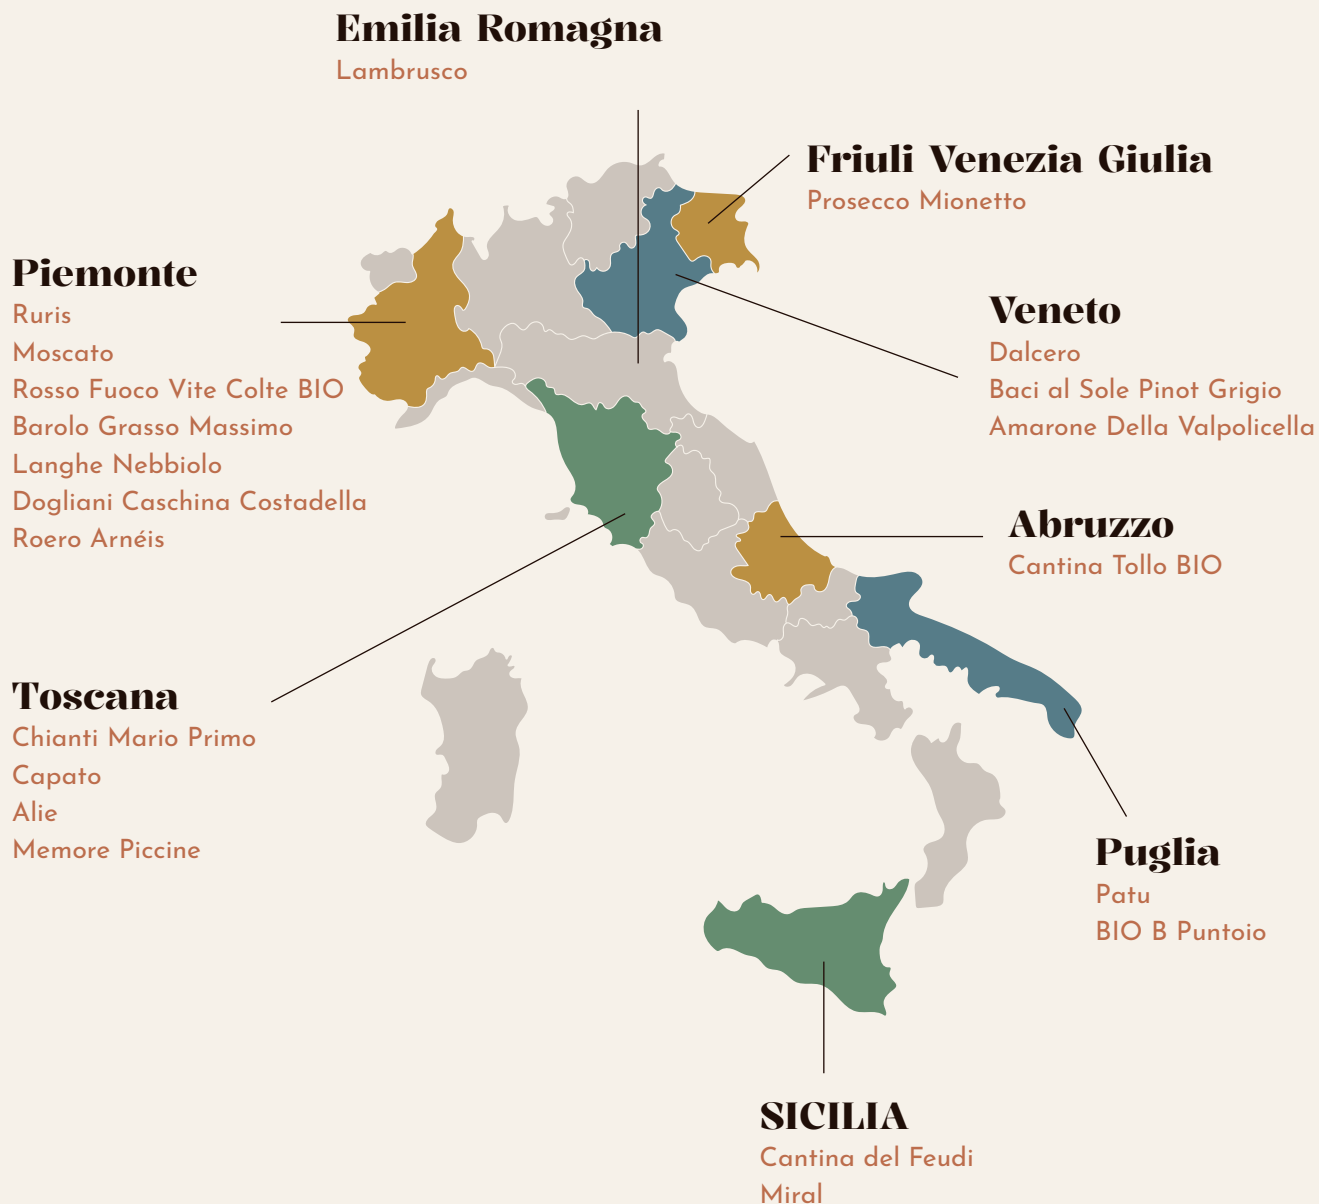 Emilia Romagna
Lambrusco
Friuli Venezia Giulia
Prosecco Mionetto
Piemonte
Ruris
Moscato
Rosso Fuoco Vite Colte BIO
Barolo Grasso Massimo
Langhe Nebbiolo
Dogliani Caschina Costadella
Roero Arnéis
Veneto
Dalcero
Baci al Sole Pinot Grigio
Amarone Della Valpolicella
Abruzzo
Cantina Tollo BIO
Toscana
Chianti Mario Primo
Capato
Alie
Memore Piccine
Puglia
Patu
BIO B Puntoio
SICILIA
Cantina del Feudi
Miral